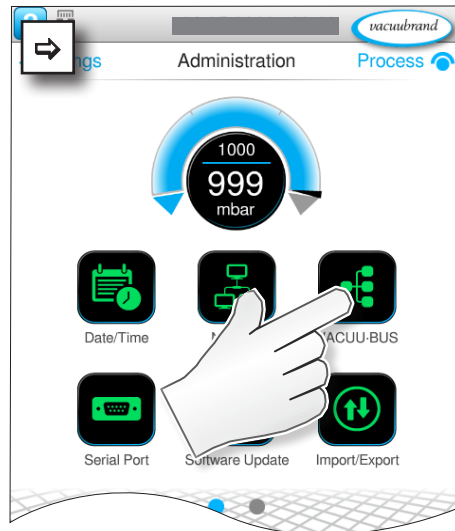 vacuubrand
ngs Administration Process
1000
999
mbar
Date/Time N VACUU·BUS
Serial Port Software Update Import/Export